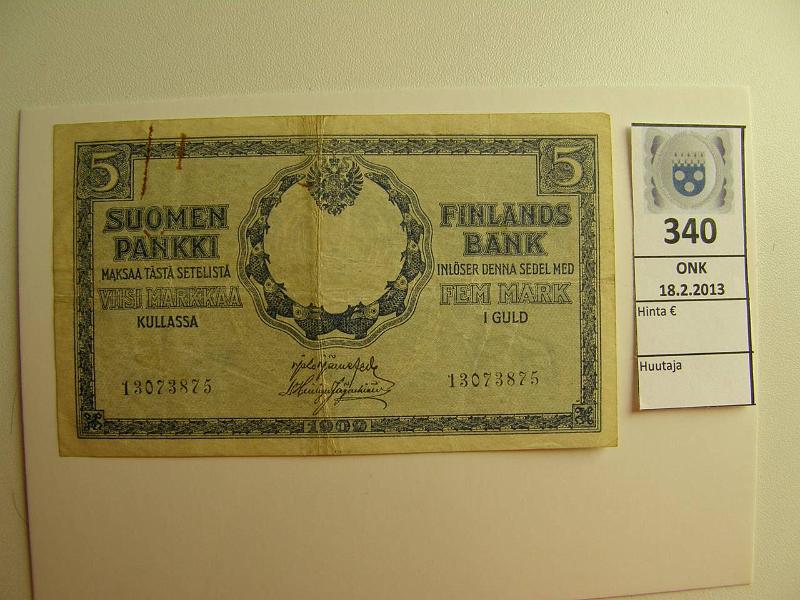 5
5
SUOMEN
PANKKI
MAKSAA TÄSTÄ SETELISTÄ
VIISI MARKKAA
KULLASSA
FINLANDS
BANK
INLÖSER DENNA SEDEL MED
FEM MARK
I GULD
13073875
13073875
1909
340
ONK
18.2.2013
Hinta €
Huutaja